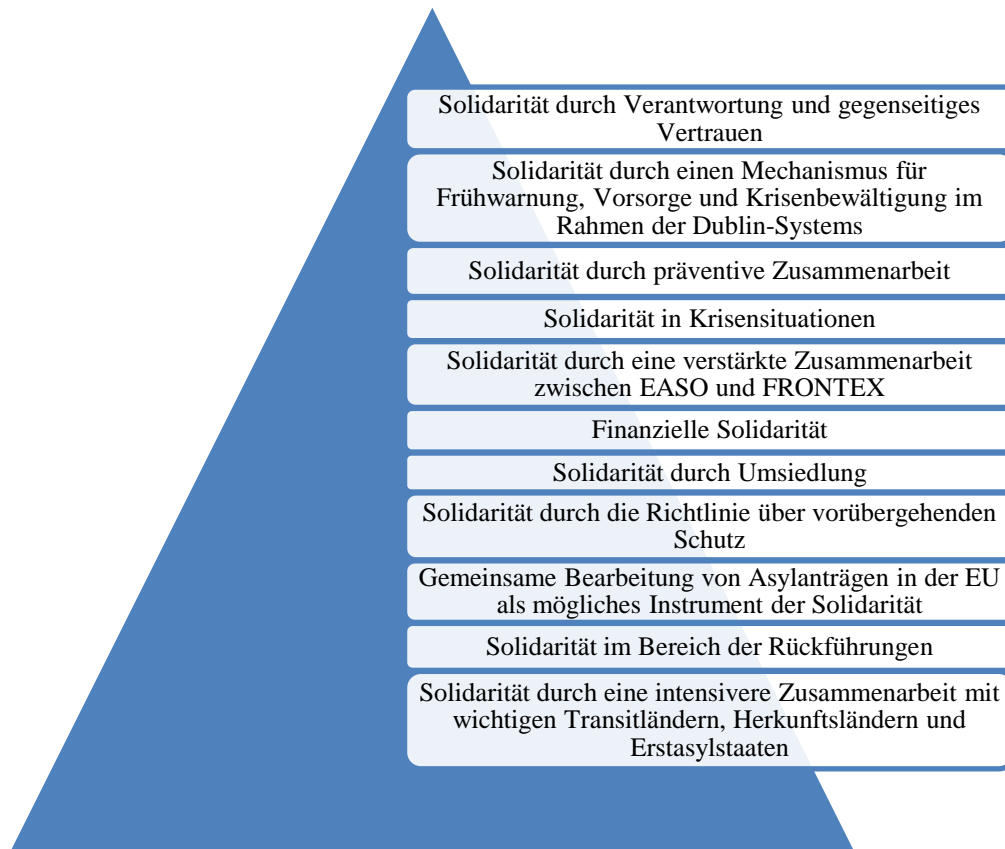 Solidarität durch Verantwortung und gegenseitiges
Vertrauen
Solidarität durch einen Mechanismus für
Frühwarnung, Vorsorge und Krisenbewältigung im
Rahmen der Dublin-Systems
Solidarität durch präventive Zusammenarbeit
Solidarität in Krisensituationen
Solidarität durch eine verstärkte Zusammenarbeit
zwischen EASO und FRONTEX
Finanzielle Solidarität
Solidarität durch Umsiedlung
Solidarität durch die Richtlinie über vorübergehenden
Schutz
Gemeinsame Bearbeitung von Asylanträgen in der EU
als mögliches Instrument der Solidarität
Solidarität im Bereich der Rückführungen
Solidarität durch eine intensivere Zusammenarbeit mit
wichtigen Transitländern, Herkunftsländern und
Erstasylstaaten